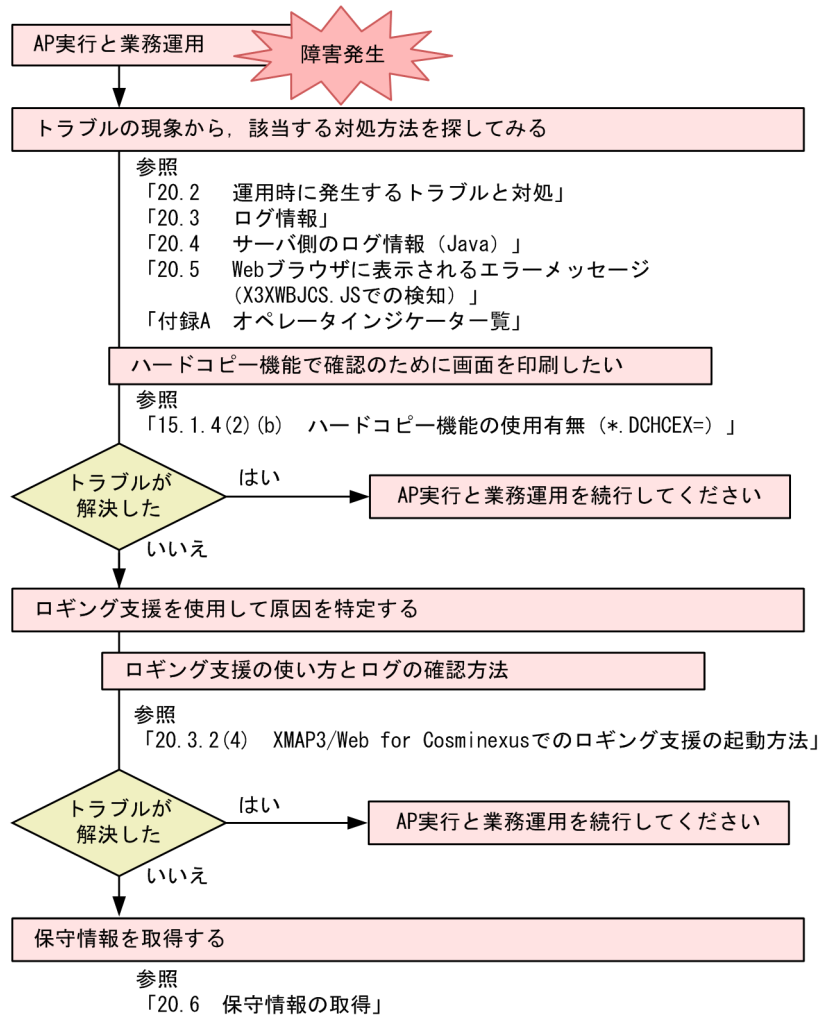 AP実行と業務運用
障害発生
トラブルの現象から，該当する対処方法を探してみる
参照
「20.2　運用時に発生するトラブルと対処」
「20.3　ログ情報」
「20.4　サーバ側のログ情報（Java）」
「20.5　Webブラウザに表示されるエラーメッセージ
（X3XWBJCS.JSでの検知）」
「付録A　オペレータインジケータ一覧」
ハードコピー機能で確認のために画面を印刷したい
参照
「15.1.4(2)(b)　ハードコピー機能の使用有無（*.DCHCEX=）」
トラブルが
解決した
はい
AP実行と業務運用を続行してください
いいえ
ロギング支援を使用して原因を特定する
ロギング支援の使い方とログの確認方法
参照
「20.3.2(4)　XMAP3/Web for Cosminexusでのロギング支援の起動方法」
トラブルが
解決した
はい
AP実行と業務運用を続行してください
いいえ
保守情報を取得する
参照
「20.6　保守情報の取得」